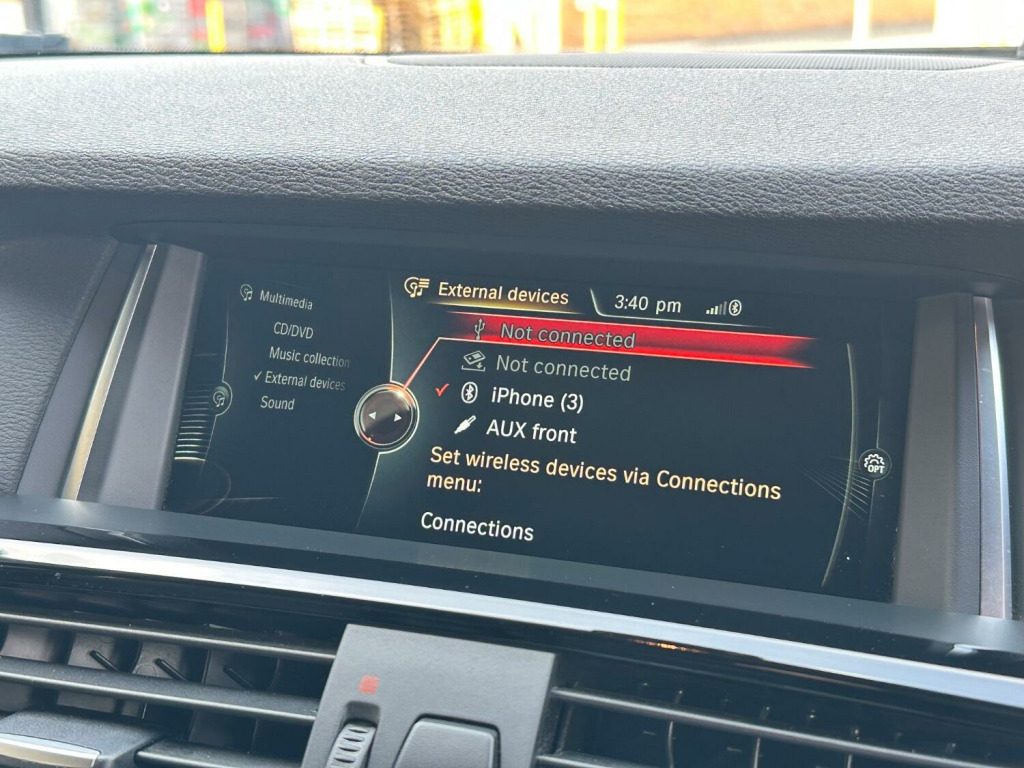 Multimedia
CD/DVD
Music collection
External devices
Sound
External devices
3:40 pm
Not connected
Not connected
iPhone (3)
AUX front
Set wireless devices via Connections
menu:
Connections
OPT